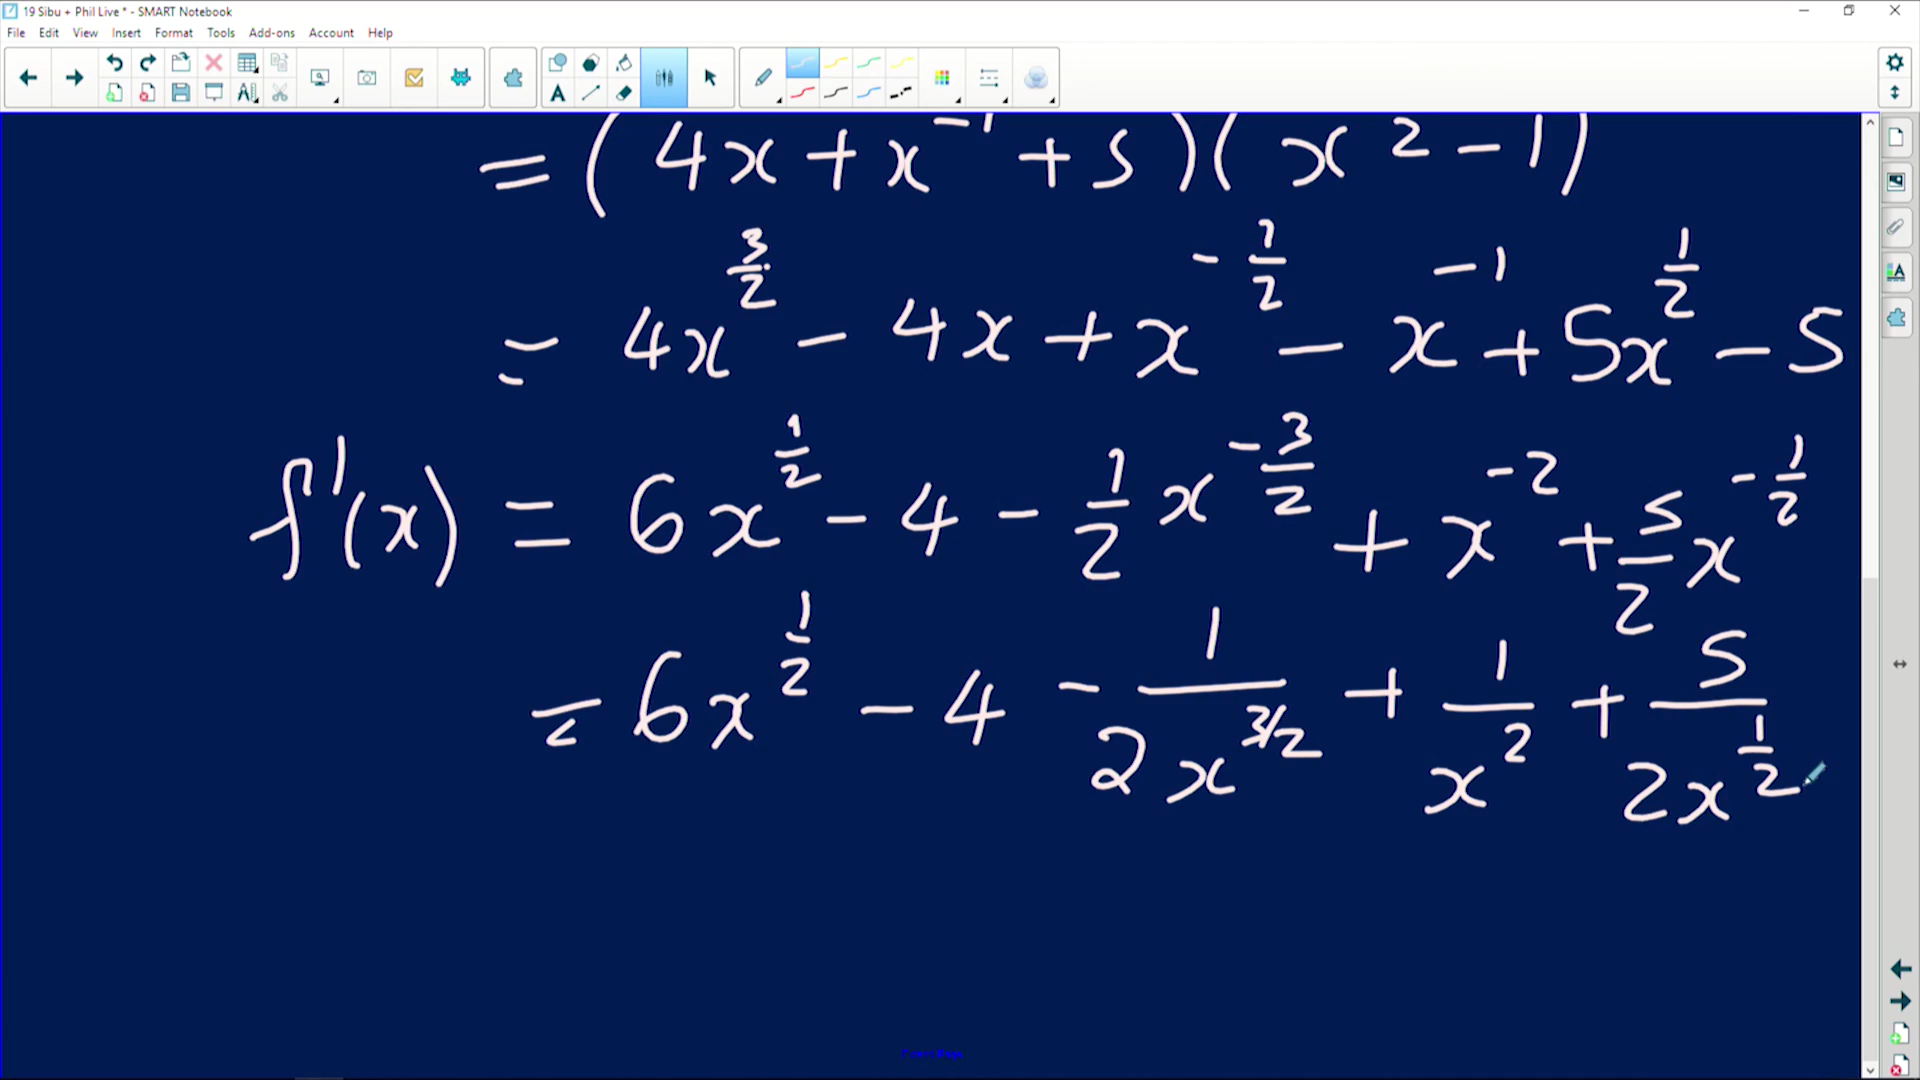 19 Sibu + Phil Live * - SMART Notebook
File Edit View Insert Format Tools Add-ons Account Help
= (4x + x^-1 + 5)(x^2 - 1)
= 4x^(3/2) - 4x + x^(-1/2) - x^-1 + 5x^(1/2) - 5
f'(x) = 6x^(1/2) - 4 - 1/2 x^(-3/2) + x^-2 + 5/2 x^(-1/2)
= 6x^(1/2) - 4 - 1/(2x^(3/2)) + 1/x^2 + 5/(2x^(1/2))